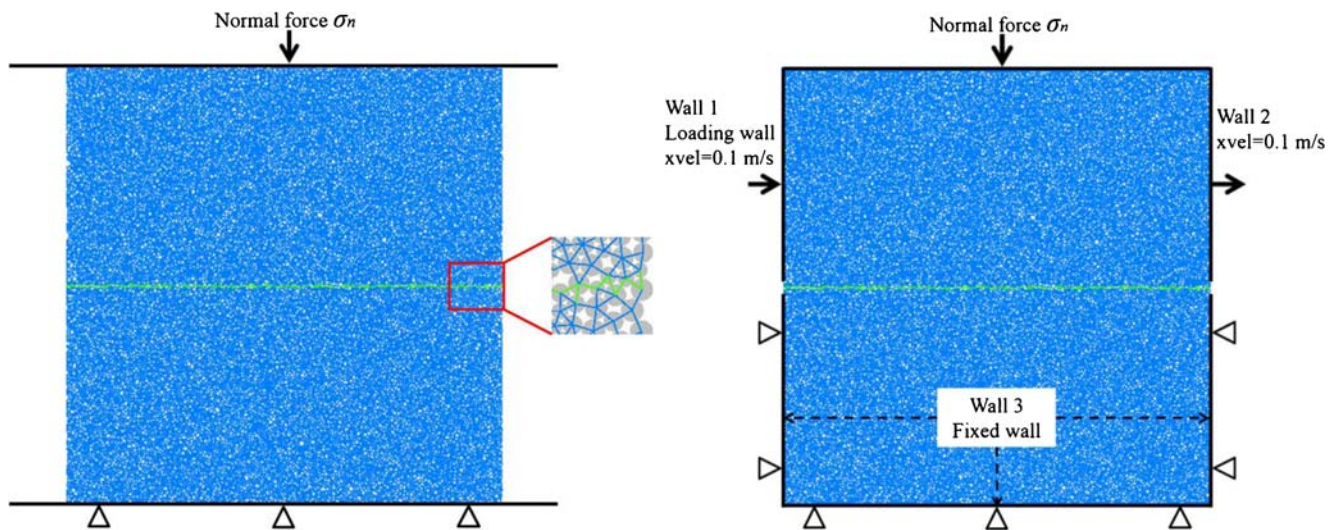 Normal force σn
Normal force σn
Wall 1
Loading wall
xvel=0.1 m/s
Wall 2
xvel=0.1 m/s
Wall 3
Fixed wall